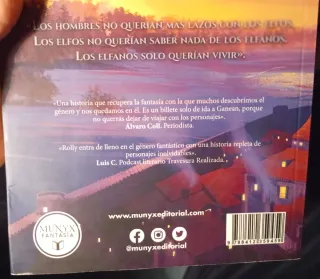 «LOS HOMBRES NO QUERÍAN MÁS LAZOS CON LOS ELFOS.
LOS ELFOS NO QUERÍAN SABER NADA DE LOS ELFANOS.
LOS ELFANOS SOLO QUERÍAN VIVIR».
«Una historia que recupera la fantasía con la que muchos descubrimos el
género y nos quedamos en él. Es un billete solo de ida a Ganean, porque
no querrás dejar de viajar con los personajes».
Álvaro Coll. Periodista.
«Rolly entra de lleno en el género fantástico con una historia repleta de
personajes inolvidables».
Luis C. Podcast literario Travesura Realizada.
www.munyxeditorial.com
@munyxeditorial
MUNYX
FANTASÍA